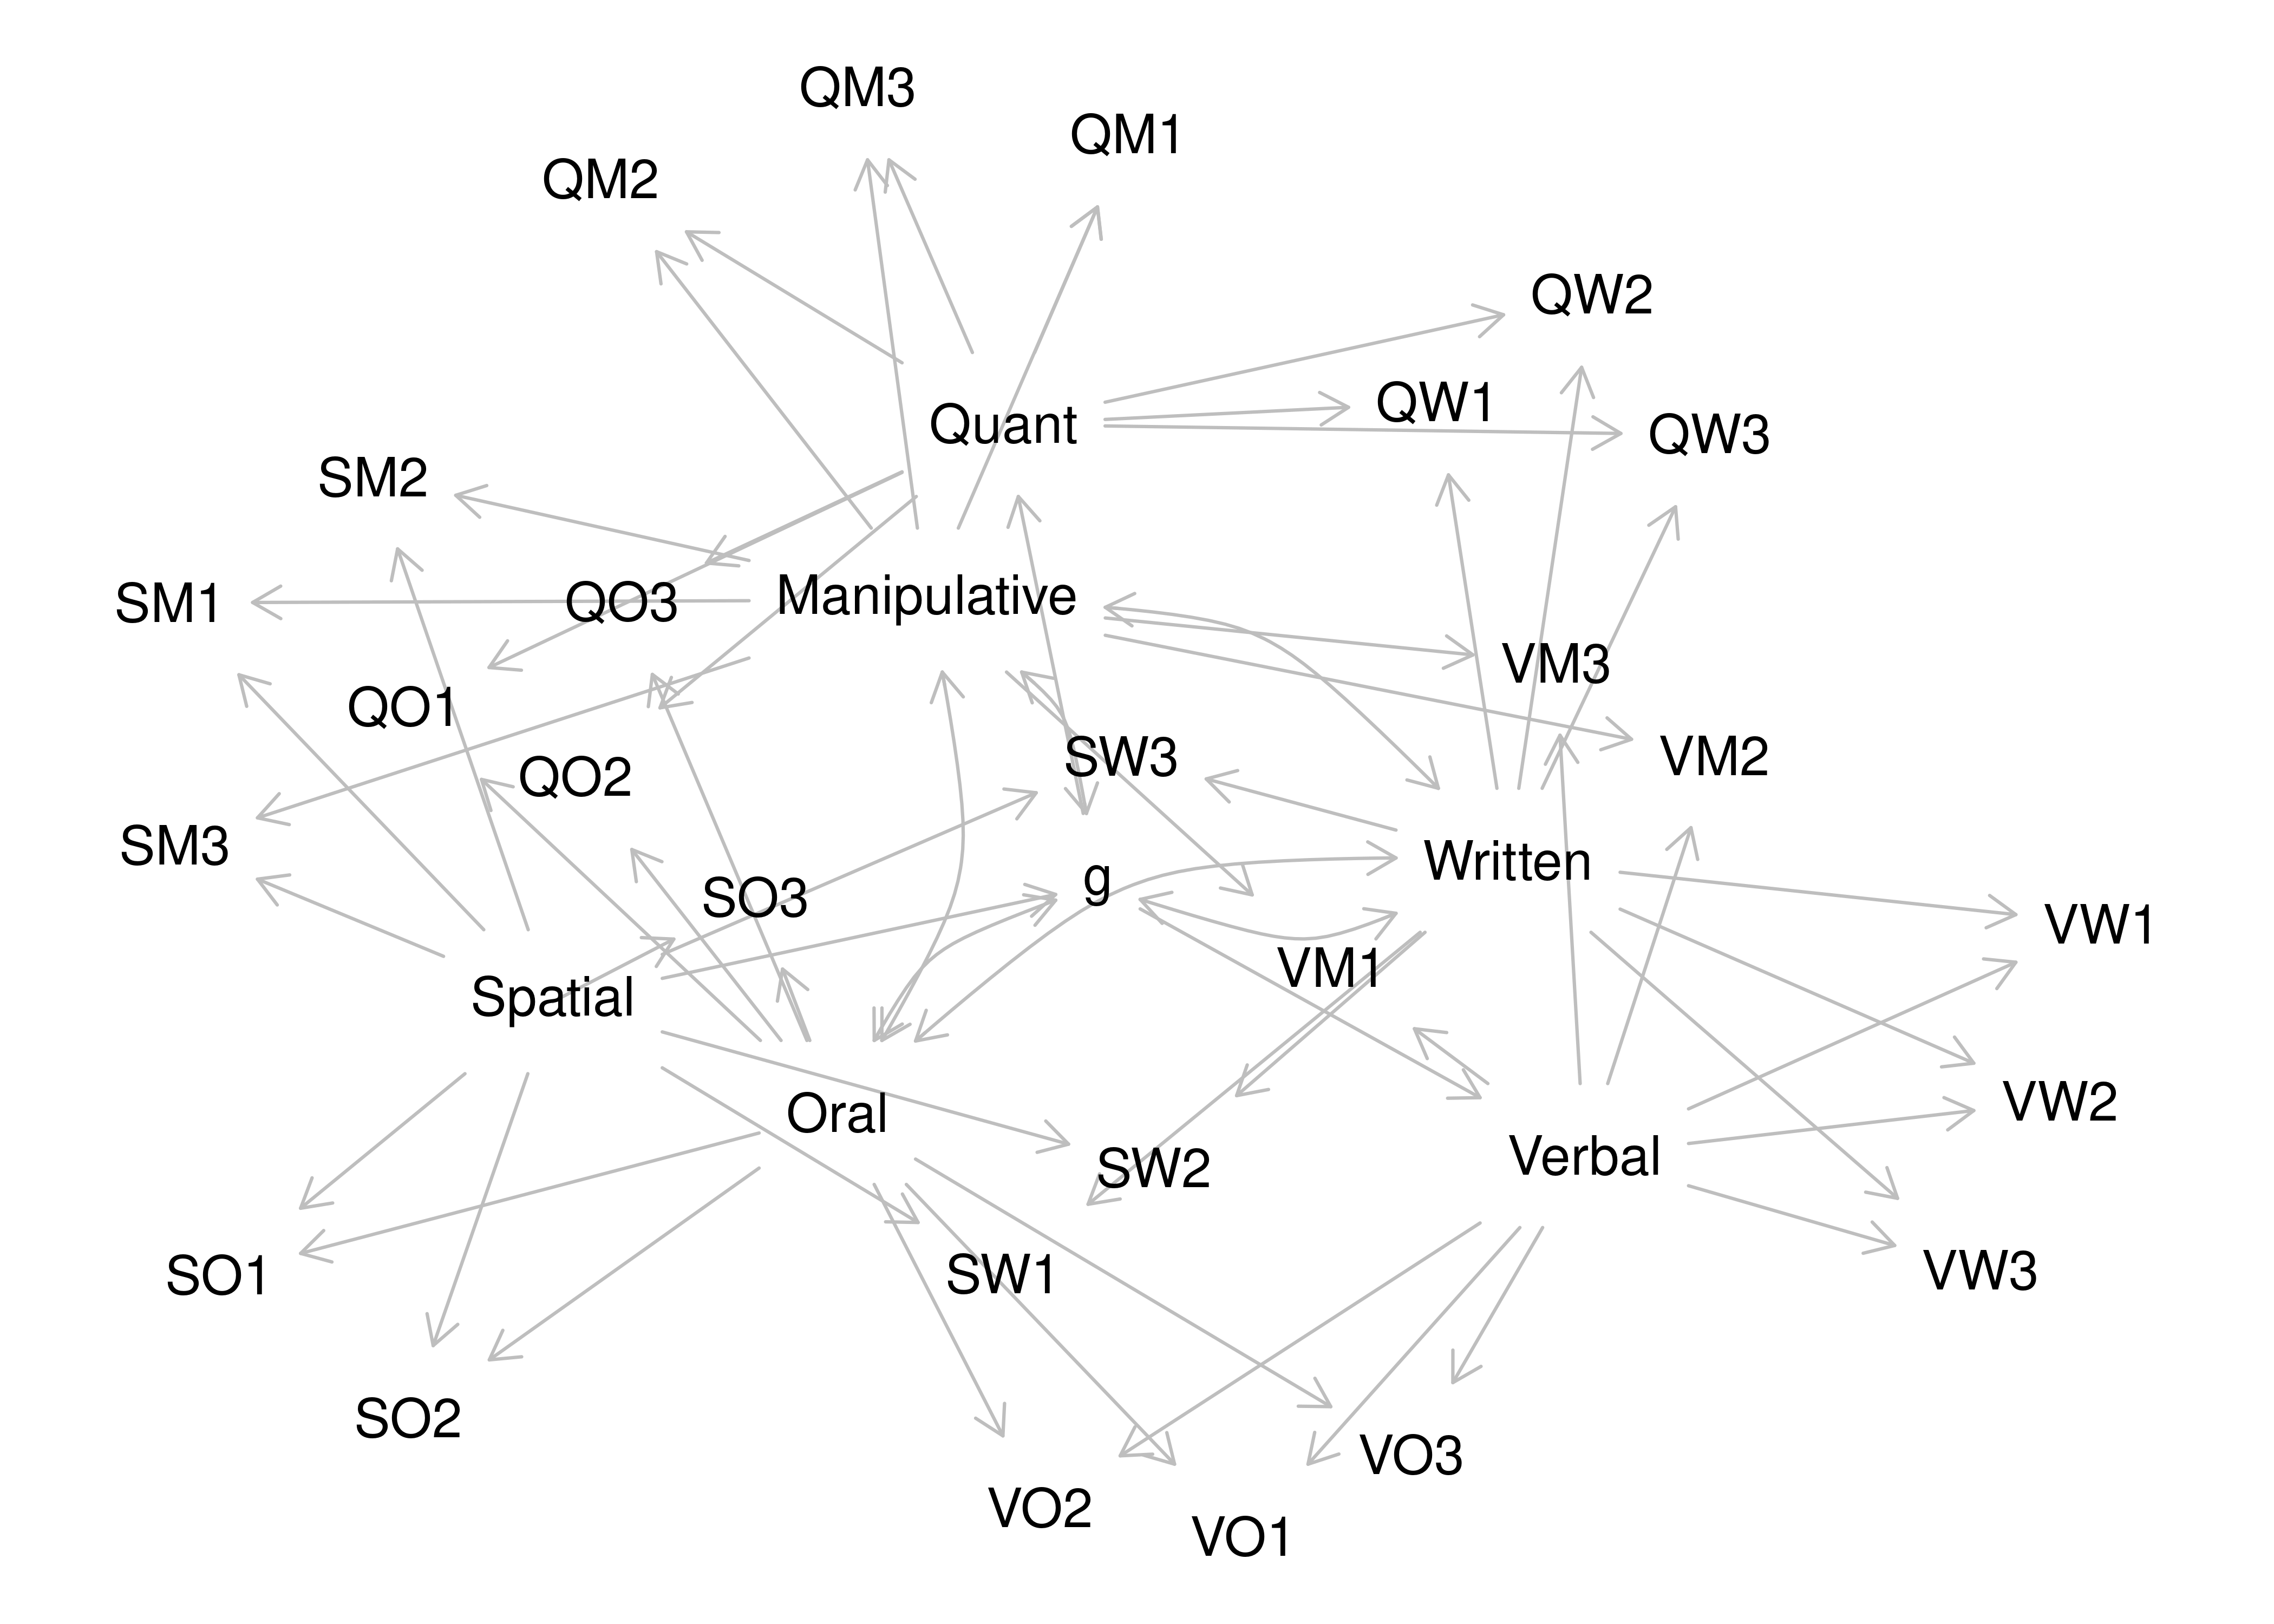 QM3
QM1
QM2
QW2
QW1
Quant
QW3
SM2
Manipulative
QO3
SM1
VM3
QO1
SW3
VM2
QO2
SM3
Written
g
SO3
VW1
VM1
Spatial
VW2
Oral
Verbal
SW2
VW3
SO1
SW1
SO2
VO3
VO2
VO1